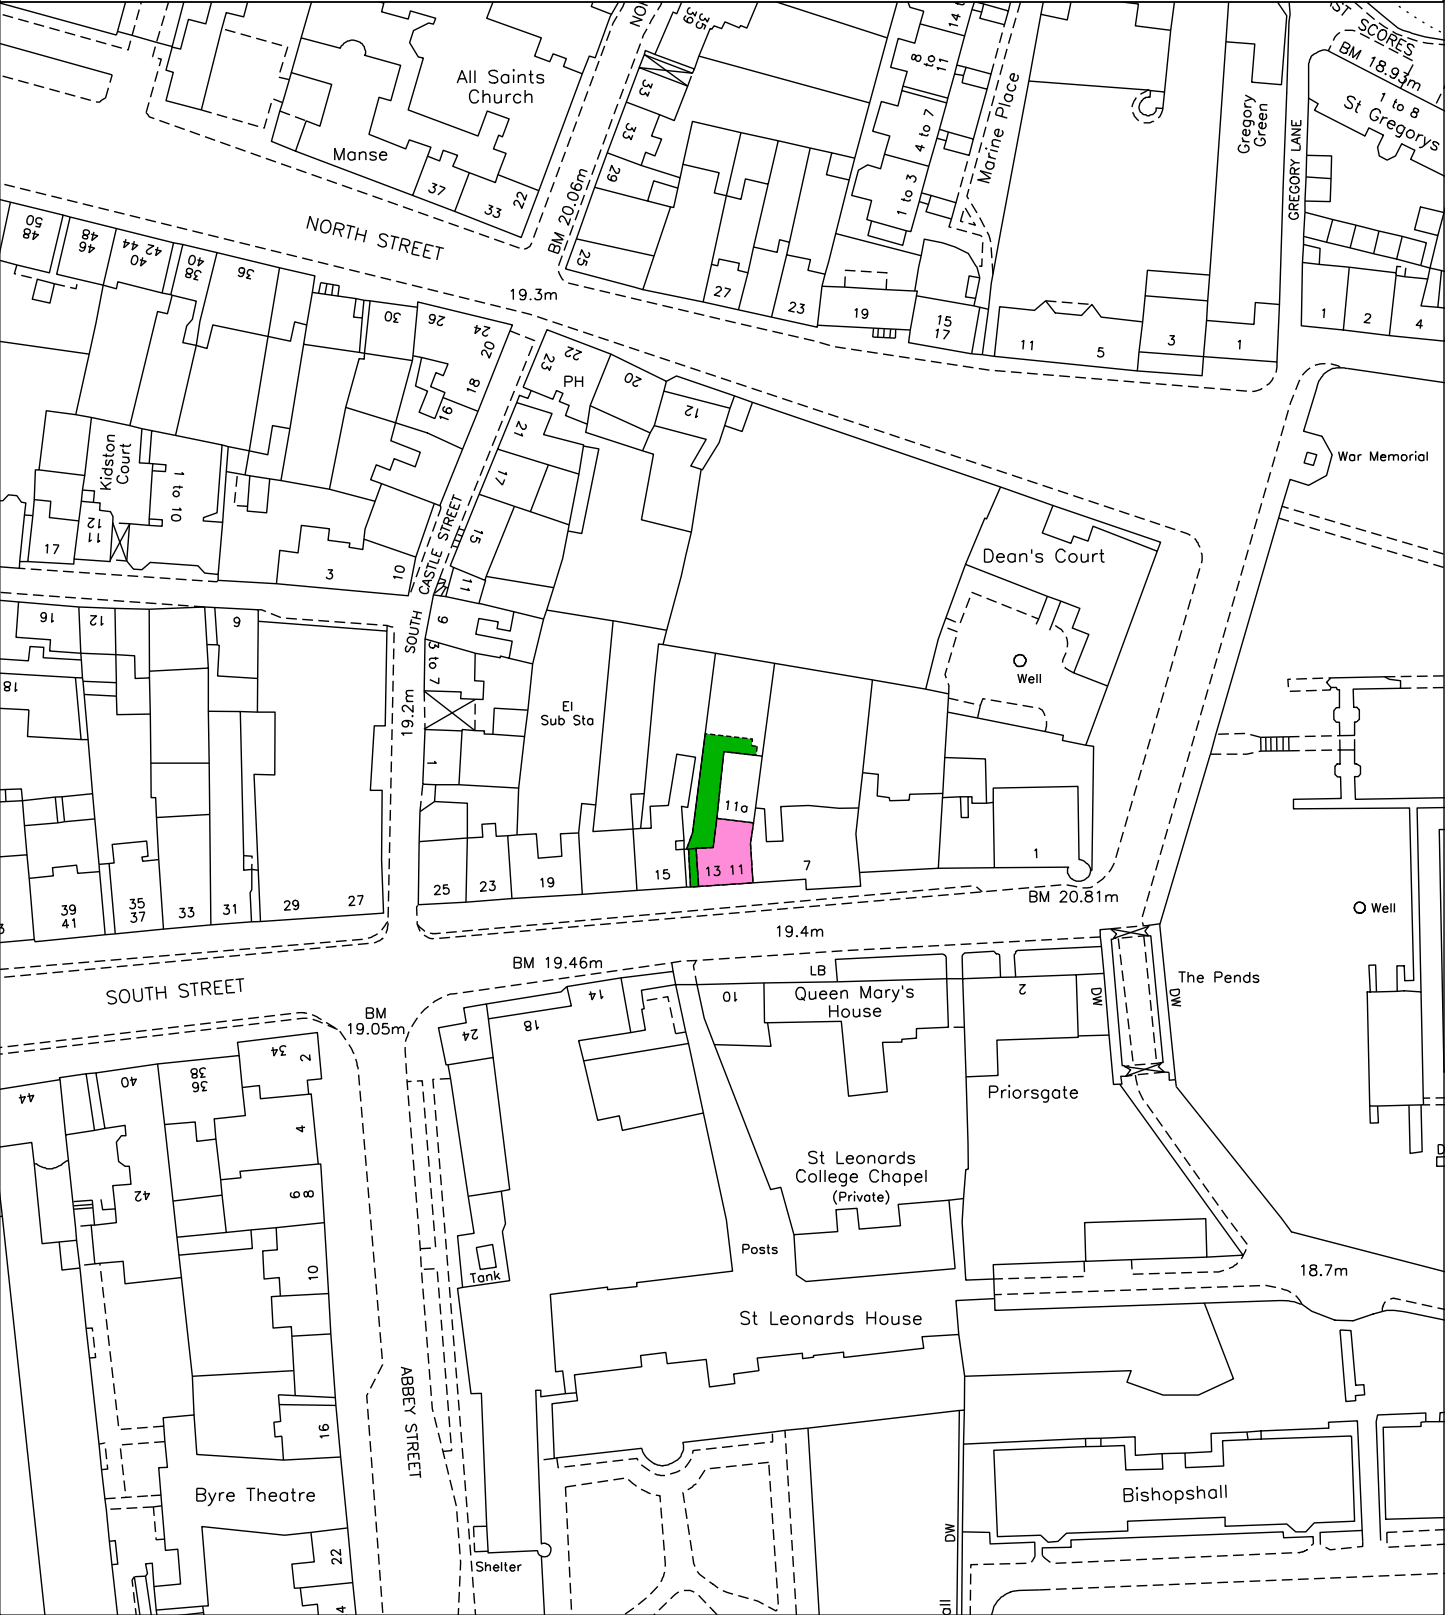 NORTH STREET
All Saints
Church
Manse
37
33
22
35
39
33
33
29
25
BM 20.06m
27
23
19
15
17
14
8
to
11
4 to 7
1 to 3
Marine Place
Gregory
Green
GREGORY LANE
SCORES
BM 18.93m
1 to 8
St Gregorys
11
5
3
1
1
2
4
48
50
46
48
42 44
40
40
38
36
30
26
24
20
18
16
19.3m
22
23
PH
20
12
21
17
15
11
9
3 to 7
1
SOUTH CASTLE STREET
19.2m
Kidston
Court
1 to 10
11
12
17
3
10
16
12
9
18
El
Sub Sta
Dean's Court
Well
War Memorial
11a
13 11
15
7
1
19
23
25
27
29
31
33
35
37
39
41
BM 20.81m
19.4m
BM 19.46m
BM
19.05m
SOUTH STREET
Well
The Pends
DW
DW
LB
Queen Mary's
House
2
10
14
18
24
Priorsgate
St Leonards
College Chapel
(Private)
Posts
Tank
St Leonards House
18.7m
44
40
38
36
34
2
4
6
8
42
10
16
22
4
ABBEY STREET
Byre Theatre
Shelter
DW
Bishopshall